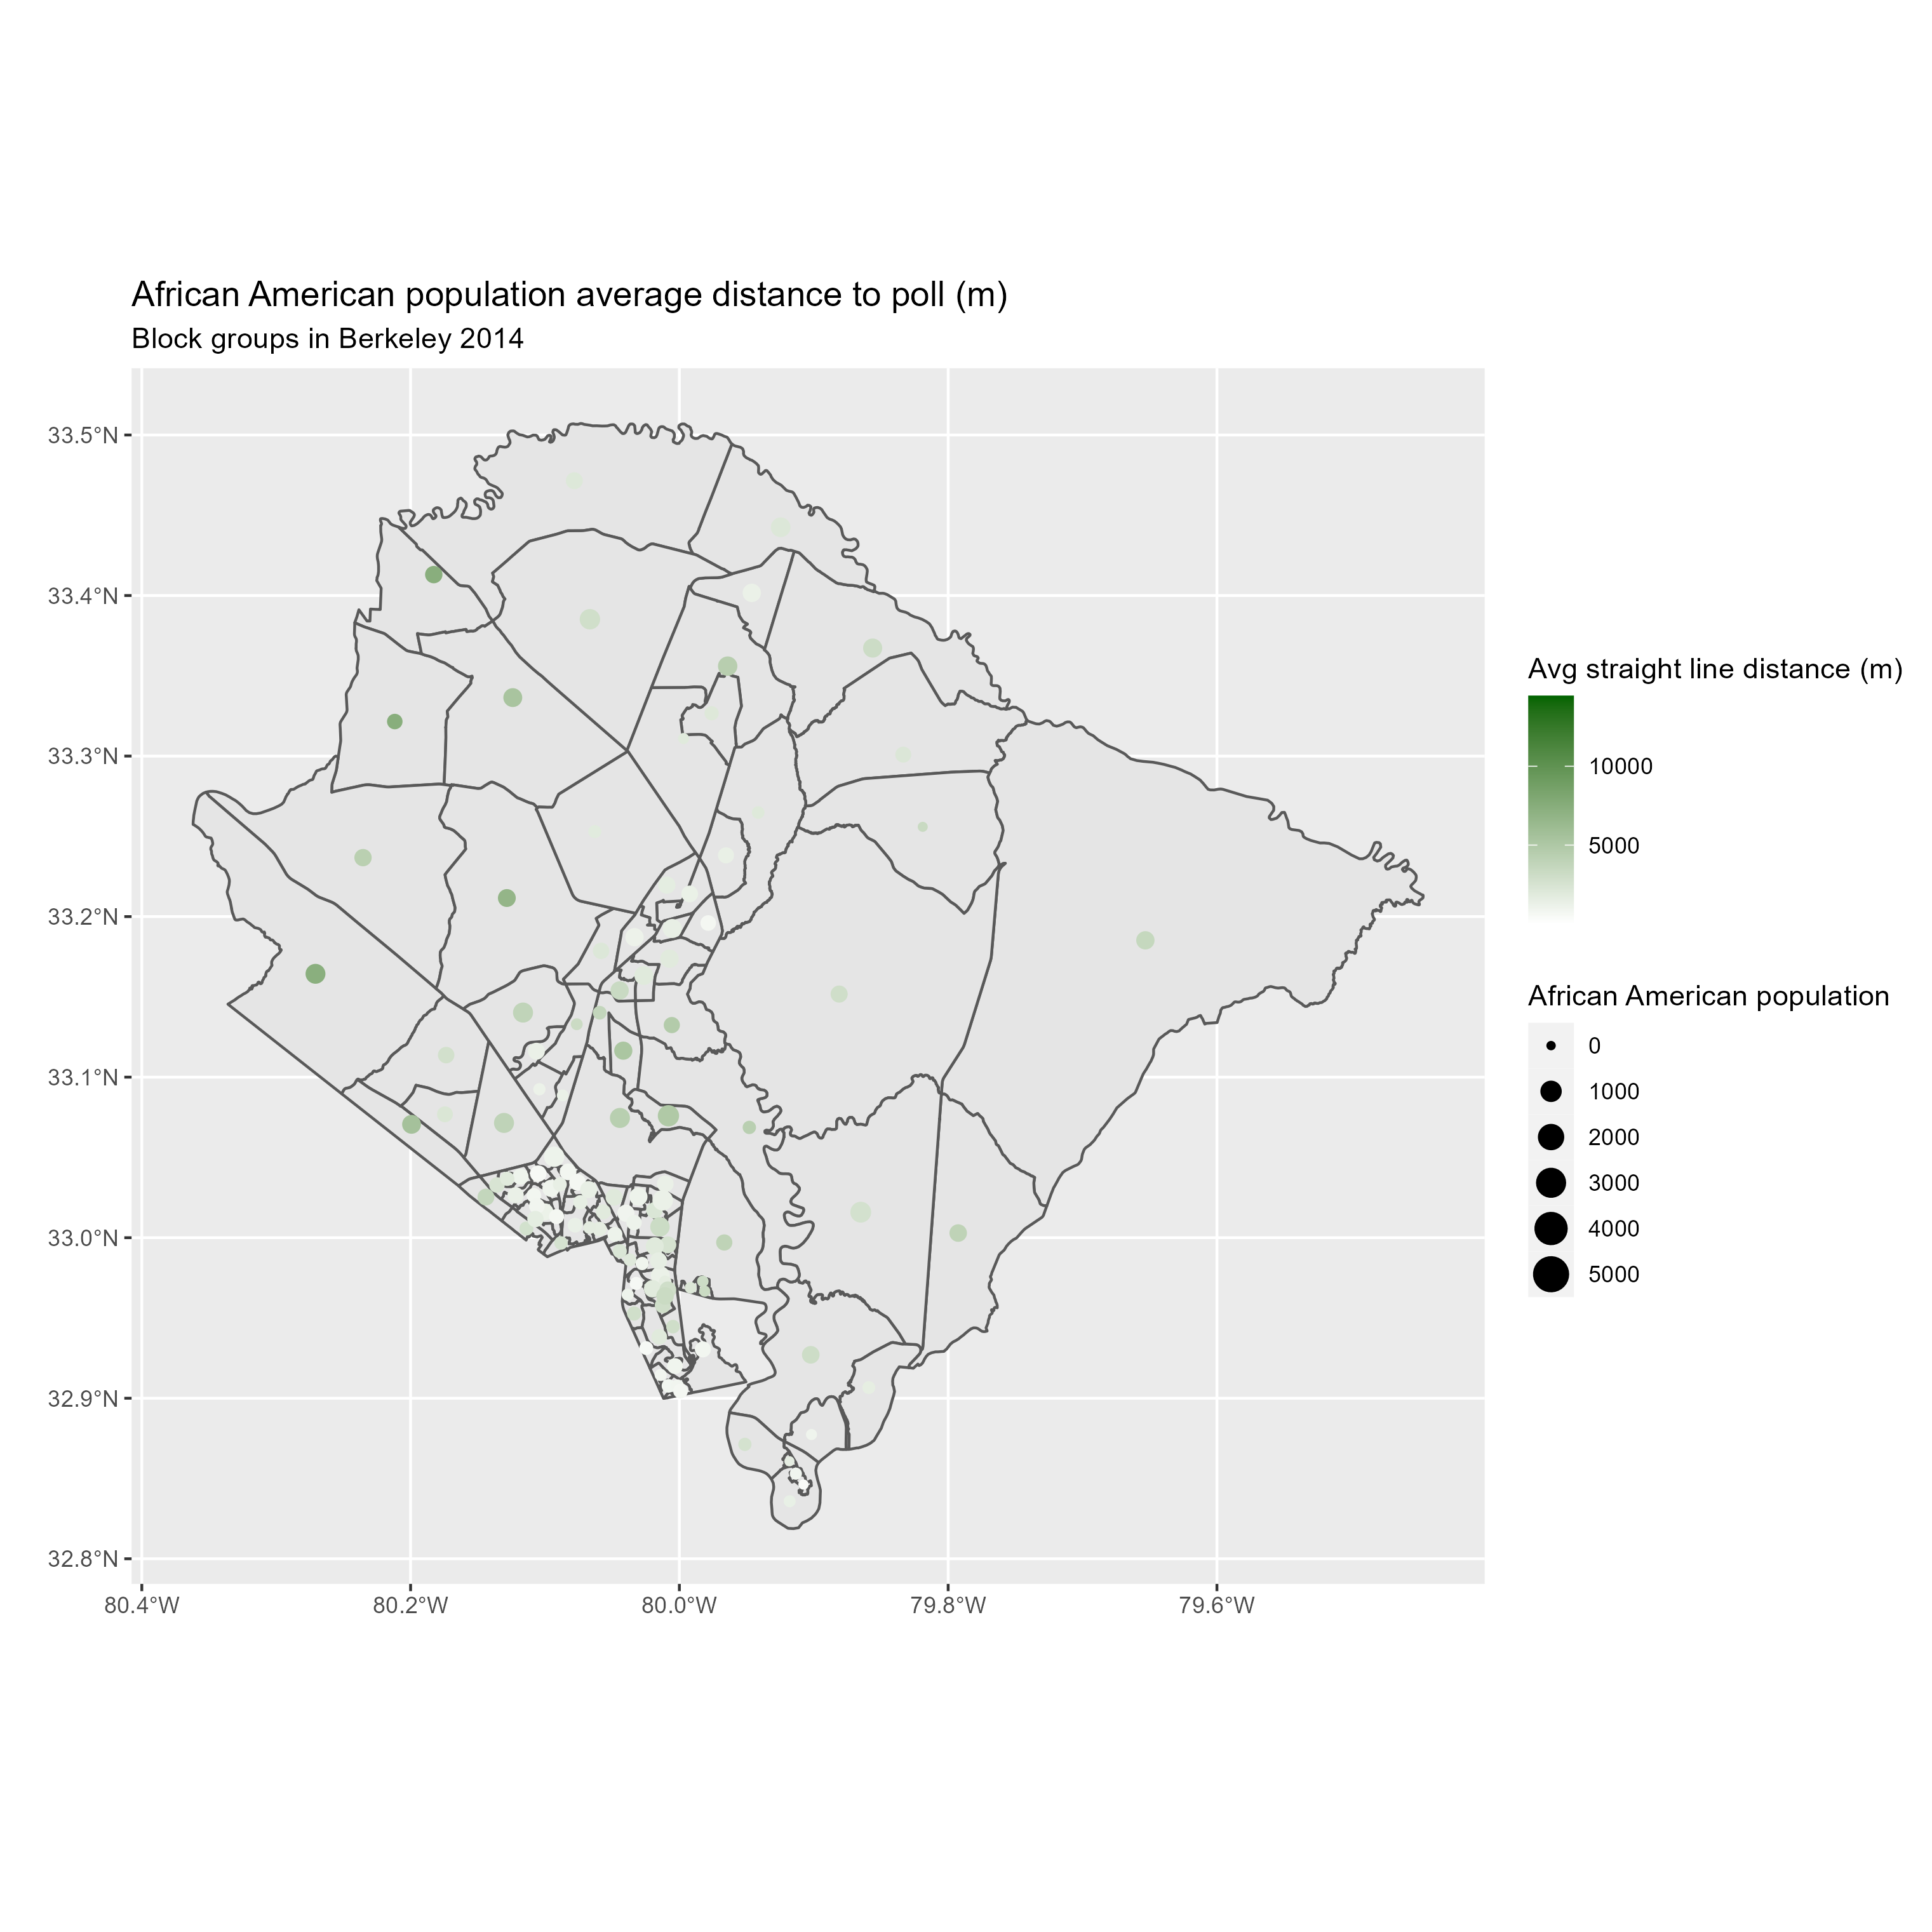 African American population average distance to poll (m)
Block groups in Berkeley 2014
33.5°N
33.4°N
33.3°N
33.2°N
33.1°N
33.0°N
32.9°N
32.8°N
80.4°W
80.2°W
80.0°W
79.8°W
79.6°W
Avg straight line distance (m)
10000
5000
African American population
0
1000
2000
3000
4000
5000